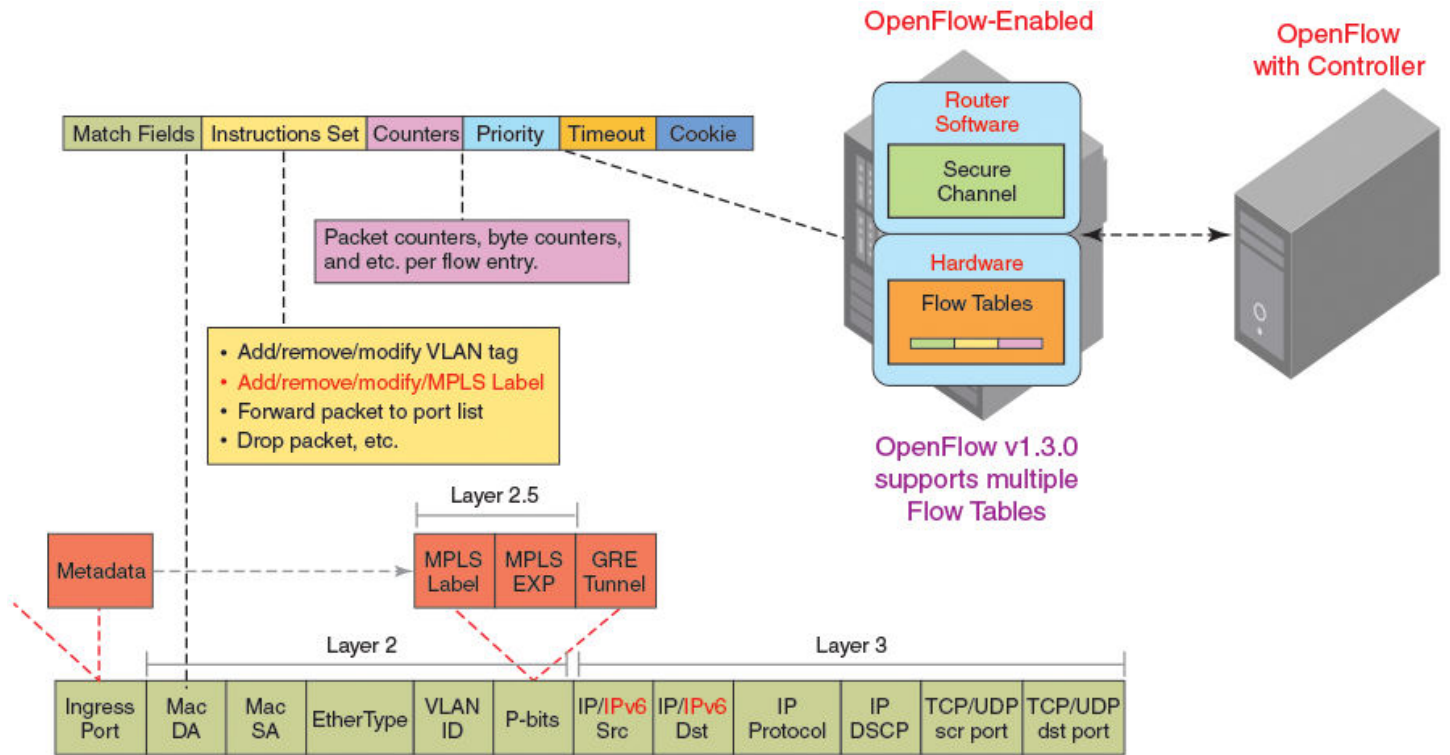 OpenFlow-Enabled
OpenFlow
with Controller
Match Fields
Instructions Set
Counters
Priority
Timeout
Cookie
Router
Software
Secure
Channel
Packet counters, byte counters,
and etc. per flow entry.
Hardware
Flow Tables
• Add/remove/modify VLAN tag
• Add/remove/modify/MPLS Label
• Forward packet to port list
• Drop packet, etc.
OpenFlow v1.3.0
supports multiple
Flow Tables
Layer 2.5
Metadata
MPLS
Label
MPLS
EXP
GRE
Tunnel
Layer 2
Layer 3
Ingress
Port
Mac
DA
Mac
SA
EtherType
VLAN
ID
P-bits
IP/IPv6
Src
IP/IPv6
Dst
IP
Protocol
IP
DSCP
TCP/UDP
scr port
TCP/UDP
dst port